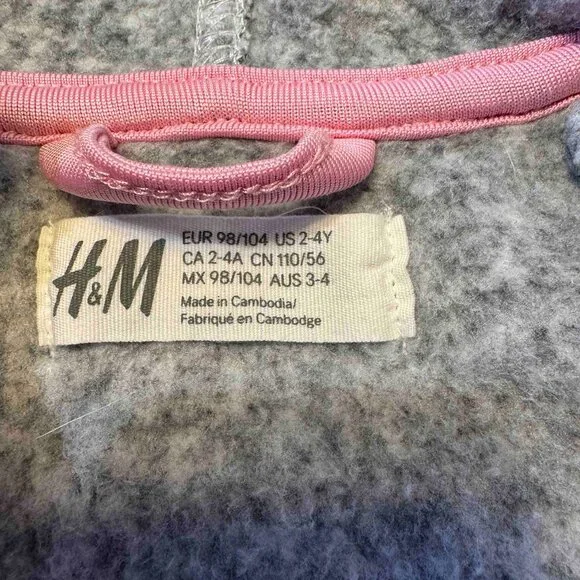 H&M
EUR 98/104 US 2-4Y
CA 2-4A CN 110/56
MX 98/104 AUS 3-4
Made in Cambodia/
Fabriqué en Cambodge